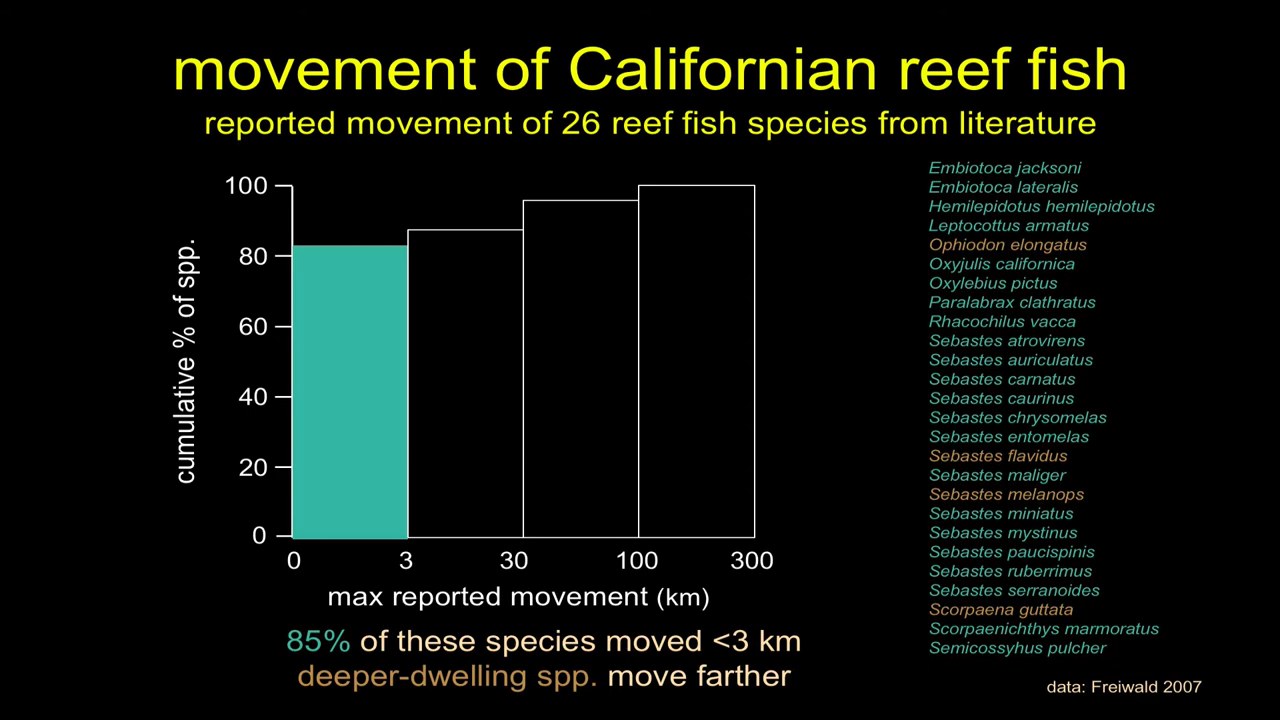 movement of Californian reef fish
reported movement of 26 reef fish species from literature
cumulative % of spp.
100
80
60
40
20
0
0 3 30 100 300
max reported movement (km)
85% of these species moved <3 km
deeper-dwelling spp. move farther
Embiotoca jacksoni
Embiotoca lateralis
Hemilepidotus hemilepidotus
Leptocottus armatus
Ophiodon elongatus
Oxyjulis californica
Oxylebius pictus
Paralabrax clathratus
Rhacochilus vacca
Sebastes atrovirens
Sebastes auriculatus
Sebastes carnatus
Sebastes caurinus
Sebastes chrysomelas
Sebastes entomelas
Sebastes flavidus
Sebastes maliger
Sebastes melanops
Sebastes miniatus
Sebastes mystinus
Sebastes paucispinis
Sebastes ruberrimus
Sebastes serranoides
Scorpaena guttata
Scorpaenichthys marmoratus
Semicossyhus pulcher
data: Freiwald 2007